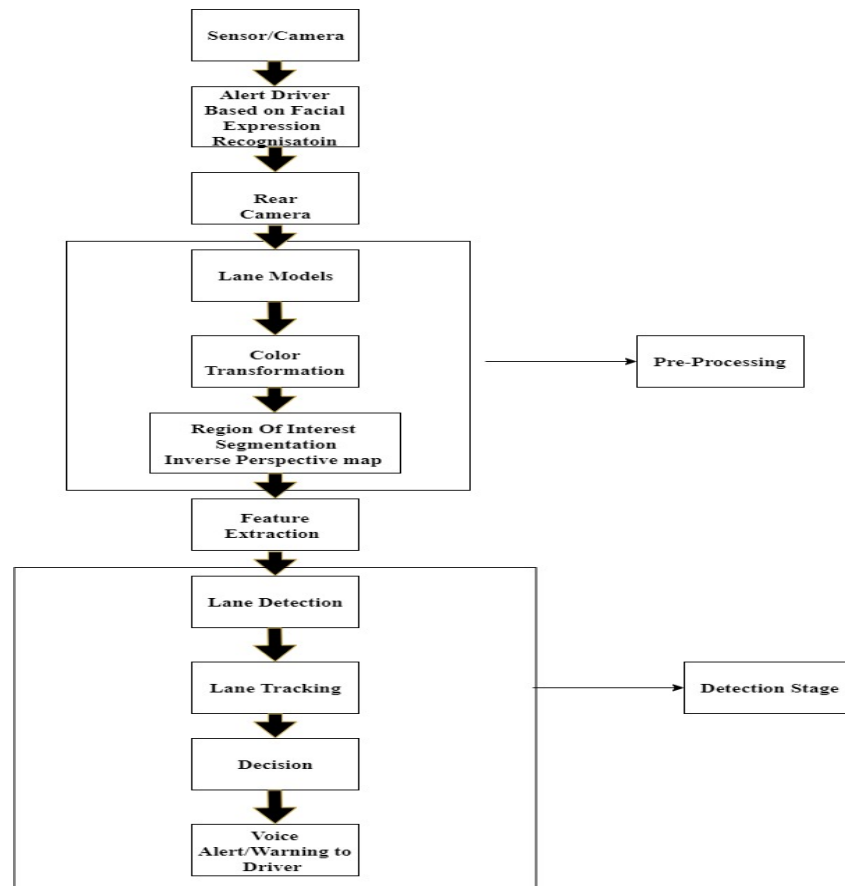 Sensor/Camera
Alert Driver
Based on Facial
Expression
Recognisatoin
Rear
Camera
Lane Models
Color
Transformation
Pre-Processing
Region Of Interest
Segmentation
Inverse Perspective map
Feature
Extraction
Lane Detection
Lane Tracking
Detection Stage
Decision
Voice
Alert/Warning to
Driver